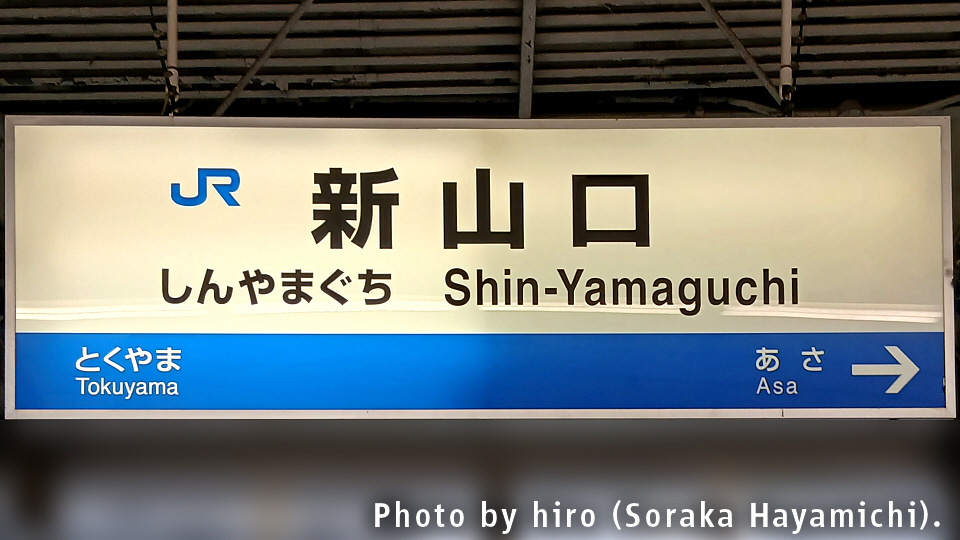 JR 新山口
しんやまぐち Shin-Yamaguchi
とくやま あさ
Tokuyama Asa →
Photo by hiro (Soraka Hayamichi).